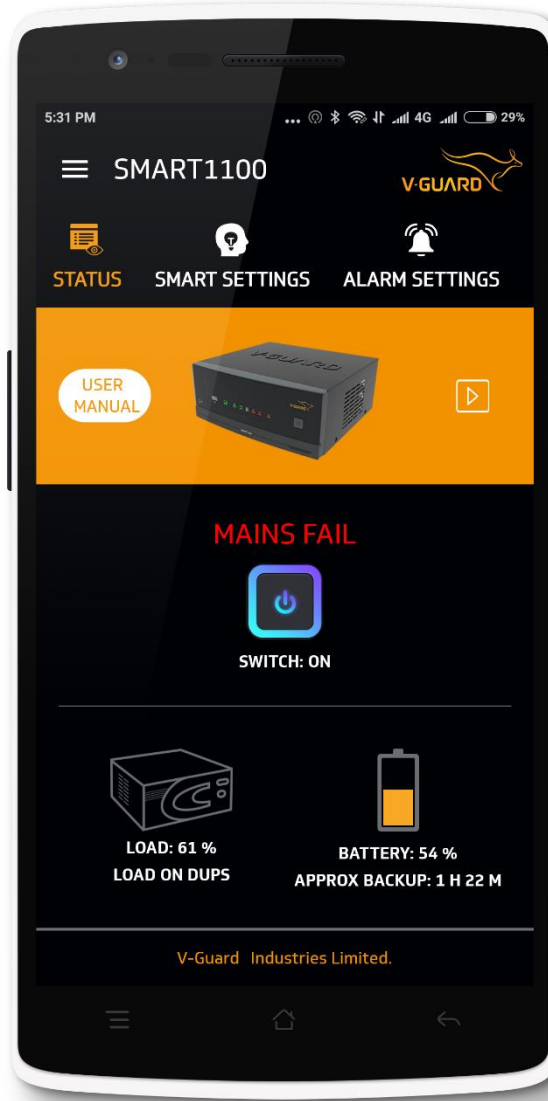 5:31 PM
... 4G 29%
SMART1100
V-GUARD
STATUS
SMART SETTINGS
ALARM SETTINGS
USER
MANUAL
V-GUARD
MAINS FAIL
SWITCH: ON
LOAD: 61 %
LOAD ON DUPS
BATTERY: 54 %
APPROX BACKUP: 1 H 22 M
V-Guard Industries Limited.